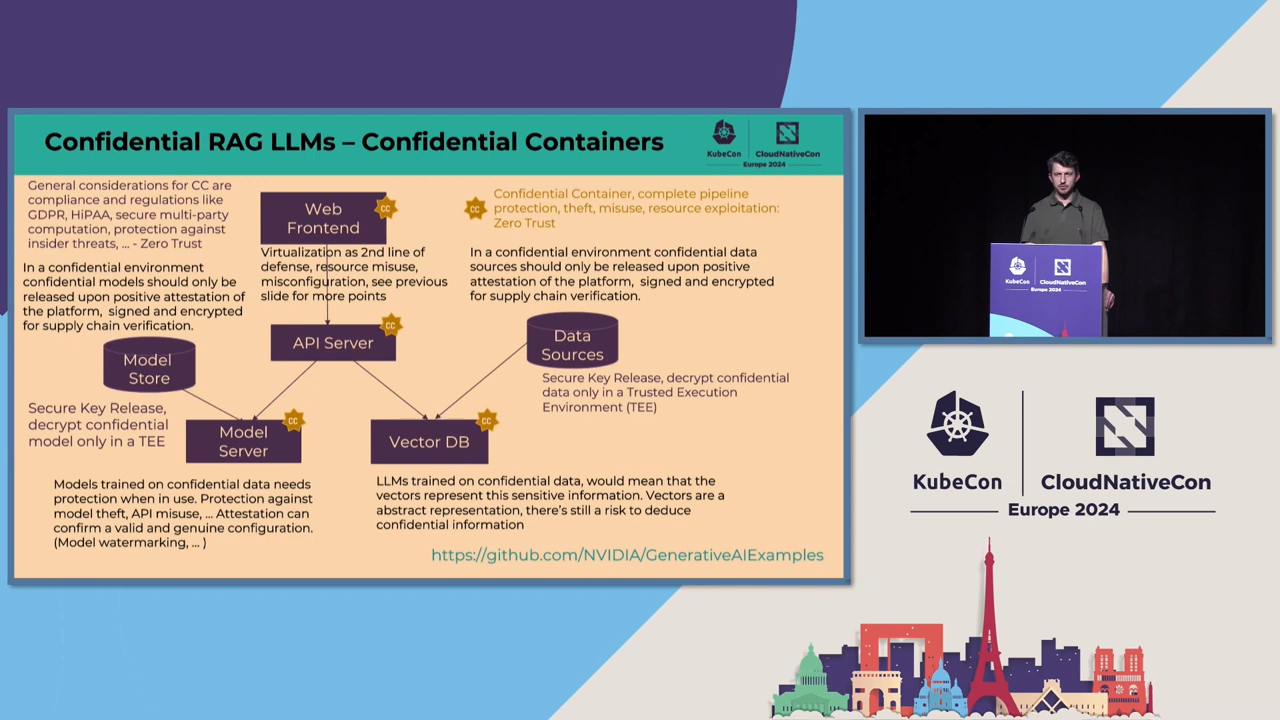 Confidential RAG LLMs – Confidential Containers
KubeCon
CloudNativeCon
Europe 2024
General considerations for CC are
compliance and regulations like
GDPR, HiPAA, secure multi-party
computation, protection against
insider threats, ... - Zero Trust
Web
Frontend
CC
CC
Confidential Container, complete pipeline
protection, theft, misuse, resource exploitation:
Zero Trust
In a confidential environment
confidential models should only be
released upon positive attestation of
the platform, signed and encrypted
for supply chain verification.
Virtualization as 2nd line of
defense, resource misuse,
misconfiguration, see previous
slide for more points
In a confidential environment confidential data
sources should only be released upon positive
attestation of the platform, signed and encrypted
for supply chain verification.
API Server
CC
Model
Store
Data
Sources
Secure Key Release, decrypt confidential
data only in a Trusted Execution
Environment (TEE)
Secure Key Release,
decrypt confidential
model only in a TEE
Model
Server
CC
Vector DB
CC
Models trained on confidential data needs
protection when in use. Protection against
model theft, API misuse, ... Attestation can
confirm a valid and genuine configuration.
(Model watermarking, ... )
LLMs trained on confidential data, would mean that the
vectors represent this sensitive information. Vectors are a
abstract representation, there's still a risk to deduce
confidential information
https://github.com/NVIDIA/GenerativeAIExamples
KubeCon
CloudNativeCon
Europe 2024
KubeCon
CloudNativeCon
Europe 2024